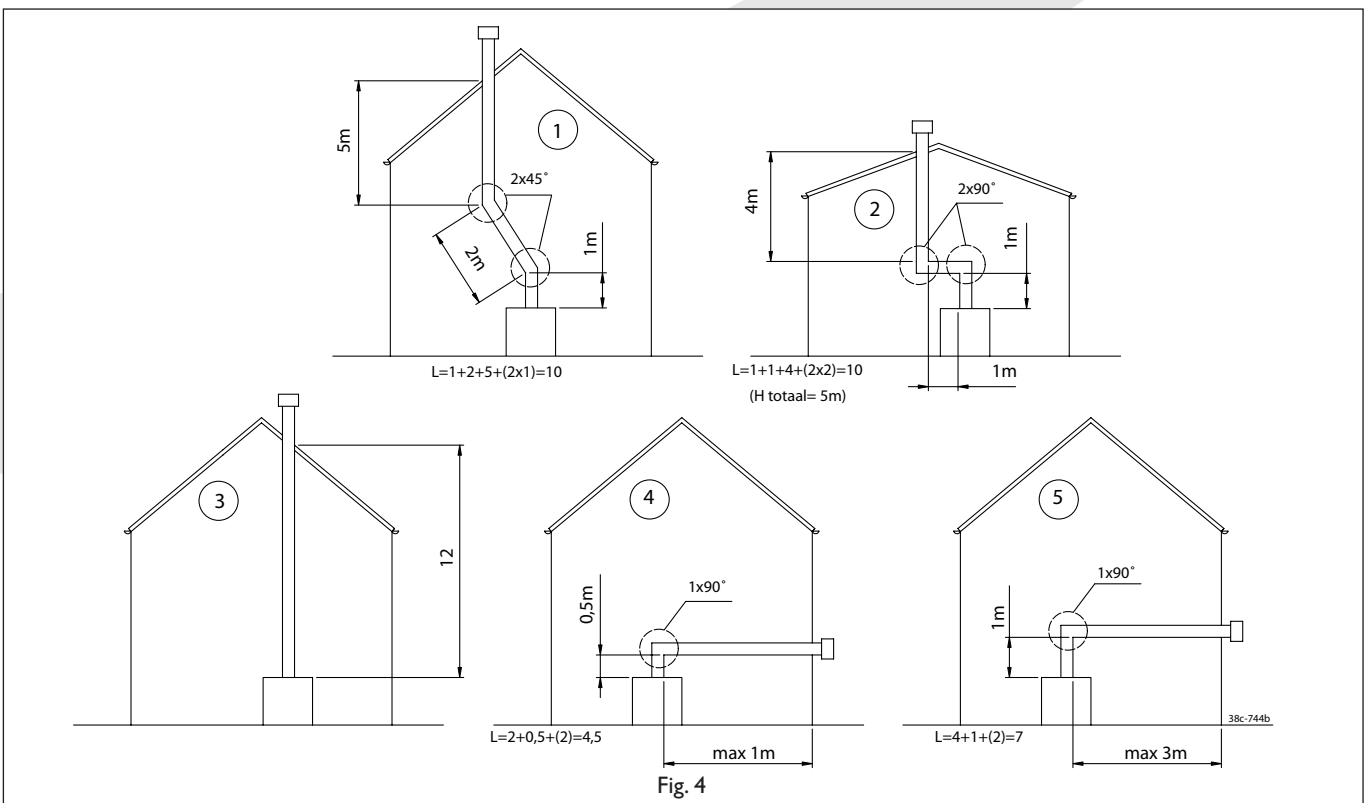 1
5m
2x45˚
2m
1m
L=1+2+5+(2x1)=10
2
4m
2x90˚
1m
L=1+1+4+(2x2)=10
1m
(H totaal= 5m)
3
12
4
0,5m
1x90˚
L=2+0,5+(2)=4,5
max 1m
5
1m
1x90˚
38c-744b
L=4+1+(2)=7
max 3m
Fig. 4